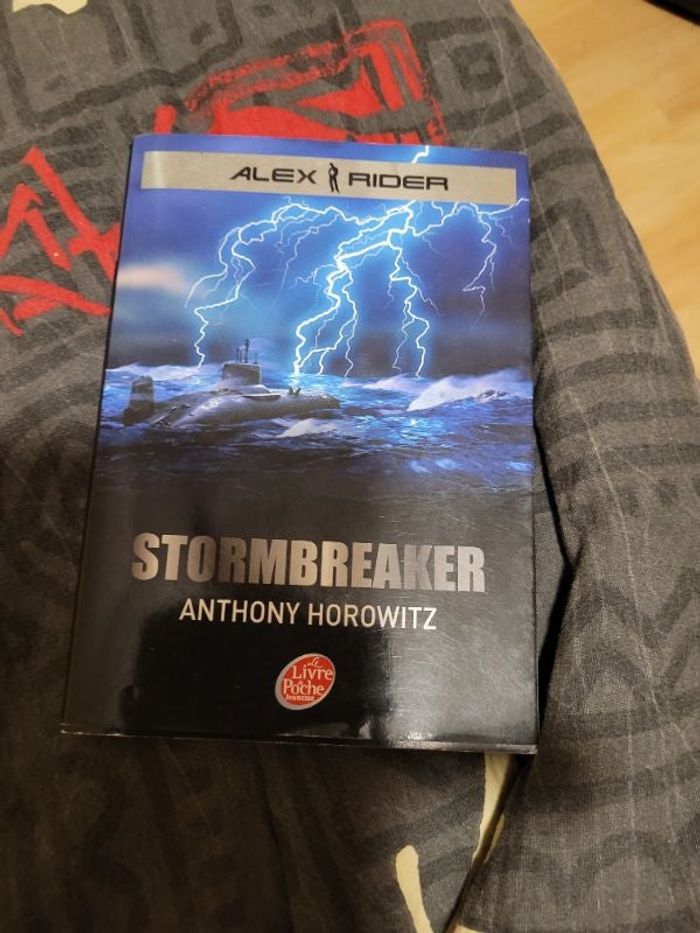 ALEX RIDER
STORMBREAKER
ANTHONY HOROWITZ
Le
Livre
de
Poche
Jeunesse